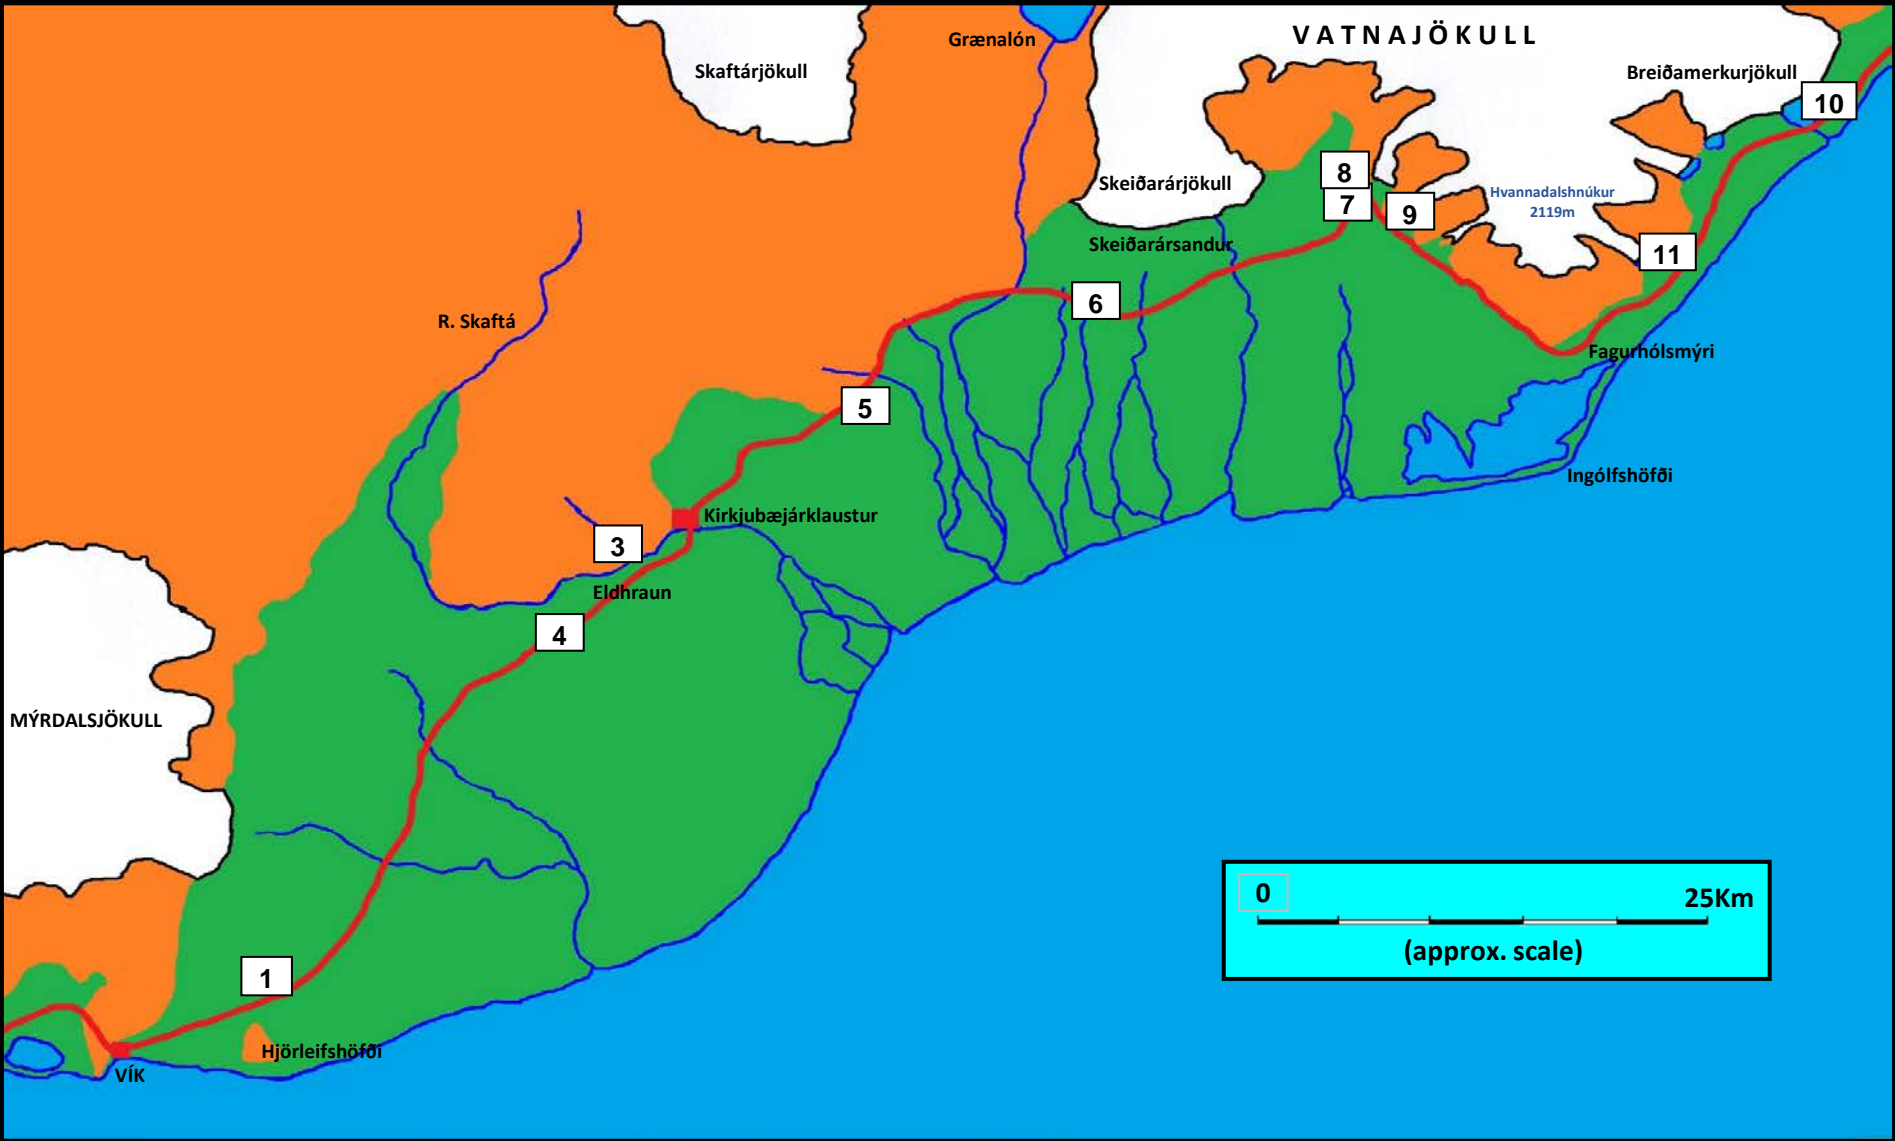 Grænalón
VATNAJÖKULL
Skaftárjökull
Breiðamerkurjökull
10
8
Skeiðarárjökull
7
9
Hvannadalshnúkur
2119m
Skeiðarársandur
11
6
R. Skaftá
Fagurhólsmýri
5
Ingólfshöfði
Kirkjubæjárklaustur
3
Eldhraun
4
MÝRDALSJÖKULL
0
25Km
(approx. scale)
1
Hjörleifshöfði
VÍK